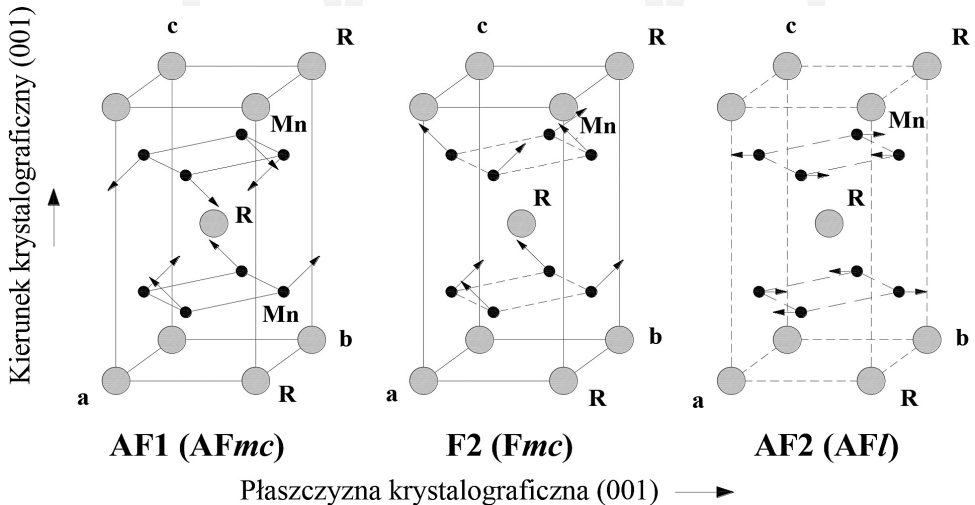 Kierunek krystalograficzny (001)
c
R
Mn
R
Mn
b
a
R
AF1 (AFmc)
c
R
Mn
R
b
a
R
F2 (Fmc)
c
R
Mn
R
b
a
R
AF2 (AFl)
Płaszczyzna krystalograficzna (001)